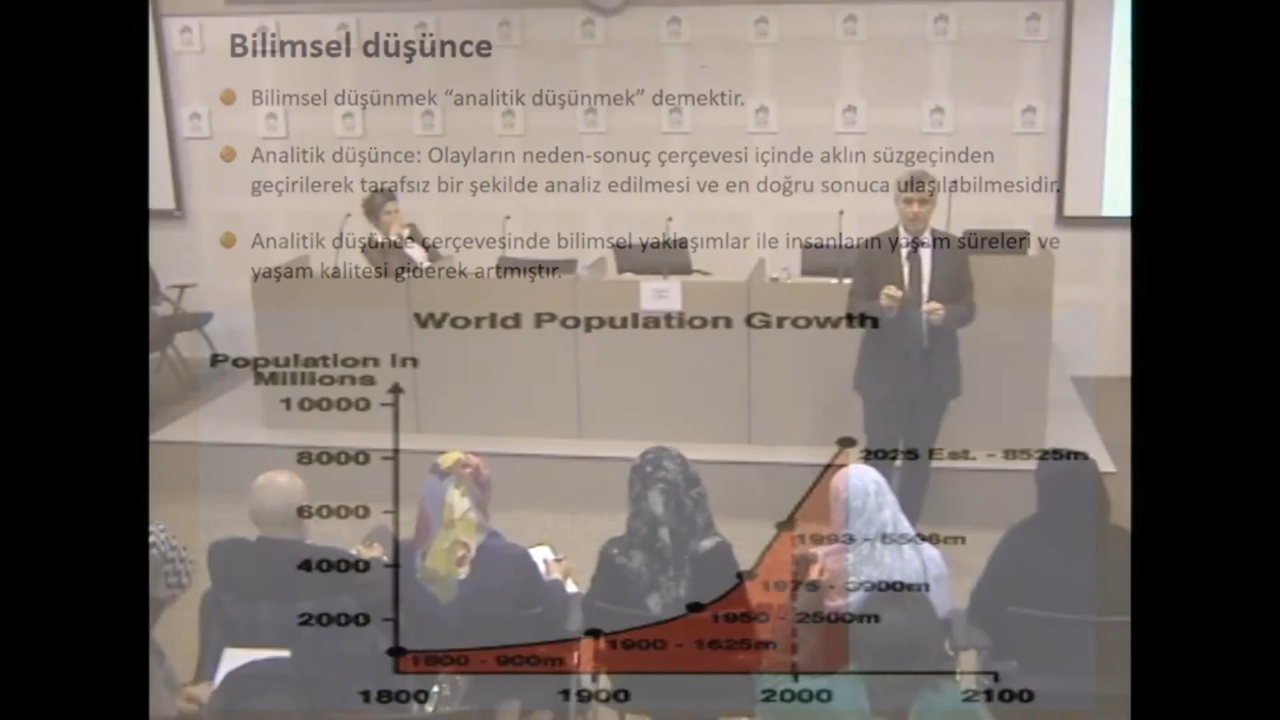 Bilimsel düşünce
Bilimsel düşünmek “analitik düşünmek” demektir.
Analitik düşünce: Olayların neden-sonuç çerçevesi içinde aklın süzgeçinden
geçirilerek tarafsız bir şekilde analiz edilmesi ve en doğru sonuca ulaşılabilmesidir.
Analitik düşünce çerçevesinde bilimsel yaklaşımlar ile insanların yaşam süreleri ve
yaşam kalitesi giderek artmıştır.
World Population Growth
Population In
Millions
10000
8000
2025 Est. - 8525m
6000
1993 - 5506m
4000
1975 - 3900m
2000
1950 - 2500m
1900 - 1625m
1800 - 900m
1800 1900 2000 2100